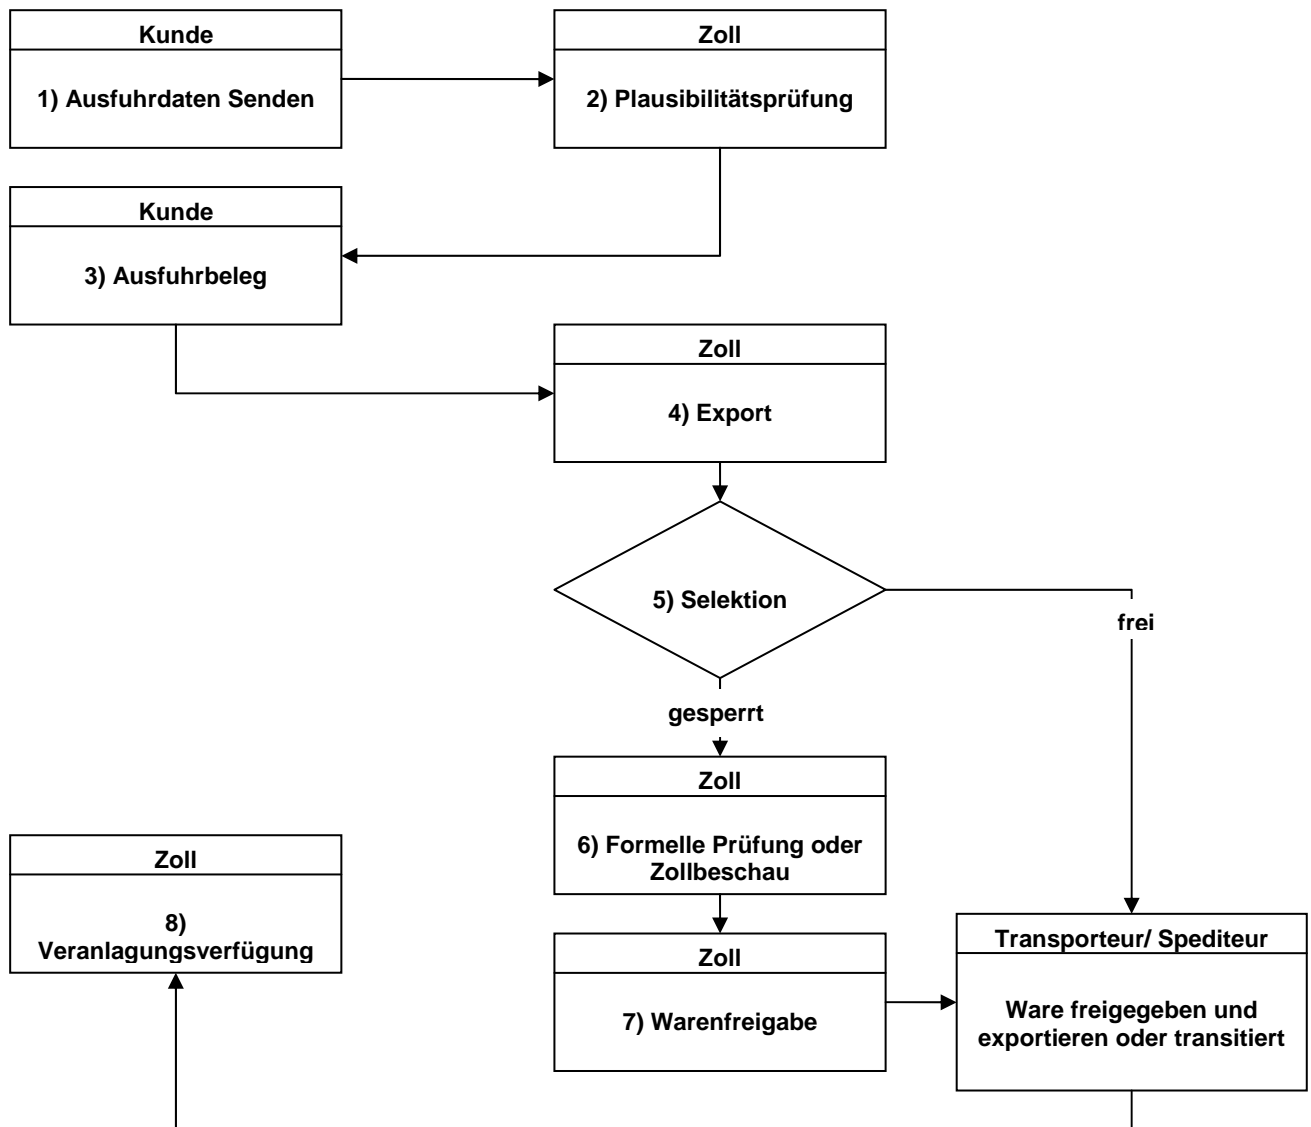 Kunde
1) Ausfuhrdaten Senden
Zoll
2) Plausibilitätsprüfung
Kunde
3) Ausfuhrbeleg
Zoll
4) Export
5) Selektion
frei
gesperrt
Zoll
6) Formelle Prüfung oder
Zollbeschau
Zoll
8)
Veranlagungsverfügung
Zoll
7) Warenfreigabe
Transporteur/ Spediteur
Ware freigegeben und
exportieren oder transitiert